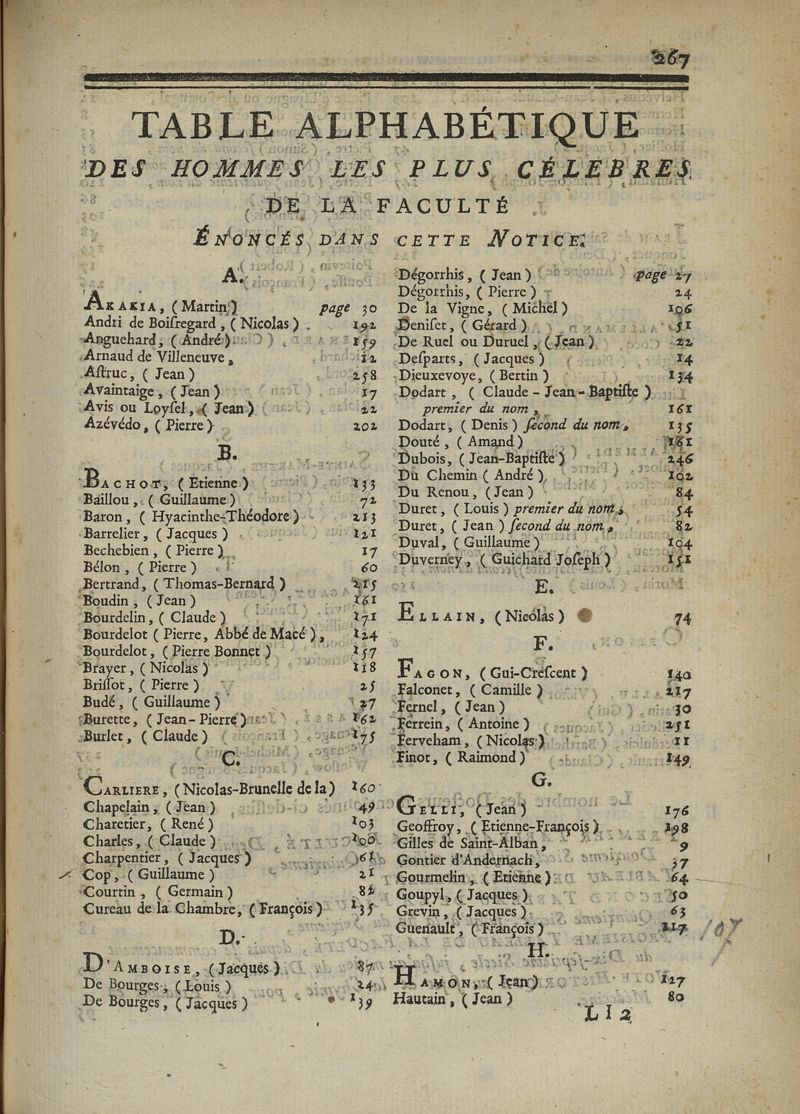 267
TABLE ALPHABÉTIQUE
DES HOMMES LES PLUS CÉLEBRES
DE LA FACULTÉ
ÉNONCÉS DANS CETTE NOTICE.
A.
AKAKIA, ( Martin ) page 30
Andri de Boiſregard, ( Nicolas ) 192
Anguehard, ( André ) 159
Arnaud de Villeneuve, 12
Aſtruc, ( Jean ) 258
Avaintaige, ( Jean ) 17
Avis ou Loyſel, ( Jean ) 22
Azévédo, ( Pierre ) 202
B.
BACHOT, ( Etienne ) 133
Baillou, ( Guillaume ) 72
Baron, ( Hyacinthe-Théodore ) 213
Barrelier, ( Jacques ) 121
Bechebien, ( Pierre ) 17
Bélon, ( Pierre ) 60
Bertrand, ( Thomas-Bernard ) 215
Boudin, ( Jean ) 161
Bourdelin, ( Claude ) 171
Bourdelot ( Pierre, Abbé de Macé ), 124
Bourdelot, ( Pierre Bonnet ) 157
Brayer, ( Nicolas ) 118
Briſſot, ( Pierre ) 25
Budé, ( Guillaume ) 27
Burette, ( Jean-Pierre ) 162
Burlet, ( Claude ) 175
C.
CARLIERE, ( Nicolas-Brunelle de la ) 160
Chapelain, ( Jean ) 49
Charetier, ( René ) 103
Charles, ( Claude ) 100
Charpentier, ( Jacques ) 61
Cop, ( Guillaume ) 21
Courtin, ( Germain ) 82
Cureau de la Chambre, ( François ) 135
D.
D'AMBOISE, ( Jacques ) 87
De Bourges, ( Louis ) 24
De Bourges, ( Jacques ) 139
Dégorrhis, ( Jean ) page 27
Dégorrhis, ( Pierre ) 24
De la Vigne, ( Michel ) 106
Deniſet, ( Gérard ) 51
De Ruel ou Duruel, ( Jean ) 22
Deſparts, ( Jacques ) 14
Dieuxevoye, ( Bertin ) 134
Dodart, ( Claude-Jean-Baptiſte )
premier du nom, 161
Dodart, ( Denis ) ſecond du nom, 135
Douté, ( Amand ) 161
Dubois, ( Jean-Baptiſte ) 246
Du Chemin ( André ) 102
Du Renou, ( Jean ) 84
Duret, ( Louis ) premier du nom, 54
Duret, ( Jean ) ſecond du nom, 82
Duval, ( Guillaume ) 104
Duverney, ( Guichard Joſeph ) 151
E.
ELLAIN, ( Nicolas ) 74
F.
FAGON, ( Gui-Creſcent ) 140
Falconet, ( Camille ) 217
Fernel, ( Jean ) 30
Ferrein, ( Antoine ) 251
Ferveham, ( Nicolas ) 11
Finot, ( Raimond ) 149
G.
GELLI, ( Jean ) 176
Geoffroy, ( Etienne-François ) 198
Gilles de Saint-Alban, 9
Gontier d'Andernach, 37
Gourmelin, ( Etienne ) 64
Goupyl, ( Jacques ) 50
Grevin, ( Jacques ) 63
Guenault, ( François ) 117
H.
HAMON, ( Jean ) 127
Hautain, ( Jean ) 80
Ll 2